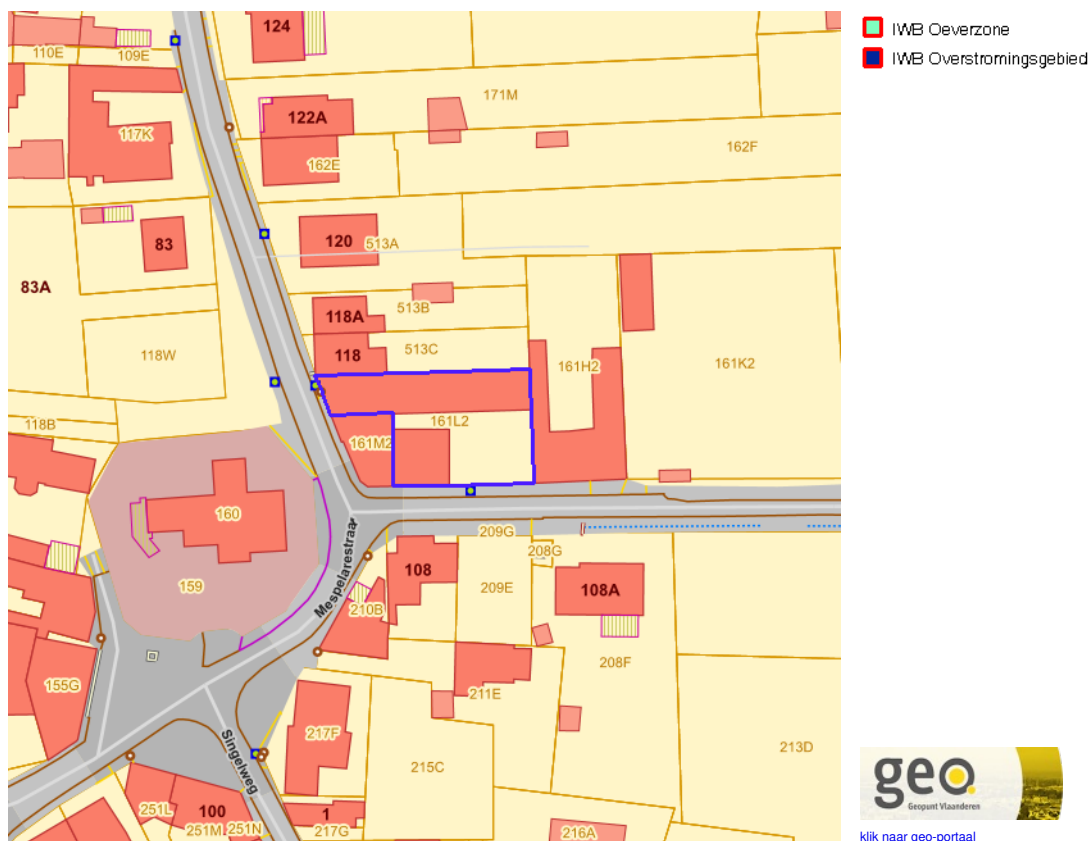 124
IWB Oeverzone
110E
109E
IWB Overstromingsgebied
171M
122A
117K
162F
162E
83
120
513A
83A
118A
513B
118W
118
513C
161H2
161K2
118B
161M2
161L2
160
209G
208G
159
Mespelarestraat
108
209E
108A
210B
155G
211E
208F
217F
213D
215C
Singelweg
geo
Geopunt Vlaanderen
251L
100
1
251M
251N
217G
216A
klik naar geo-portaal